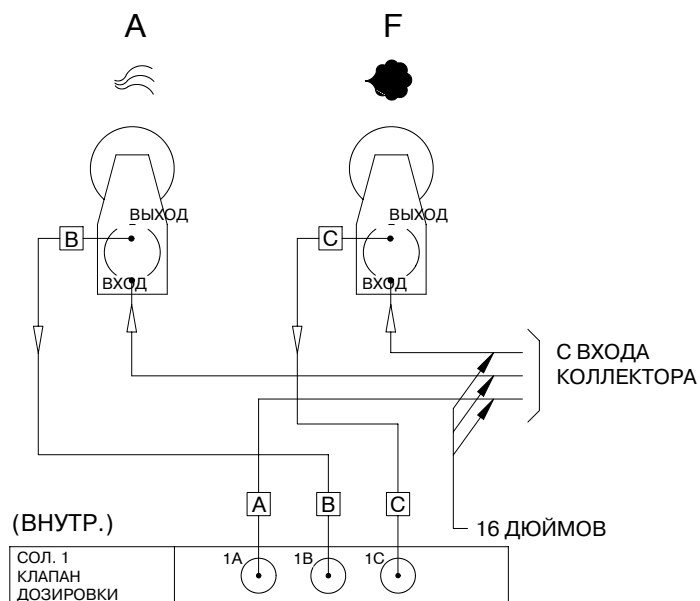 A
F
ВЫХОД
ВЫХОД
B
C
ВХОД
ВХОД
С ВХОДА
КОЛЛЕКТОРА
A
B
C
16 ДЮЙМОВ
(ВНУТР.)
СОЛ. 1
КЛАПАН
ДОЗИРОВКИ
1A
1B
1C